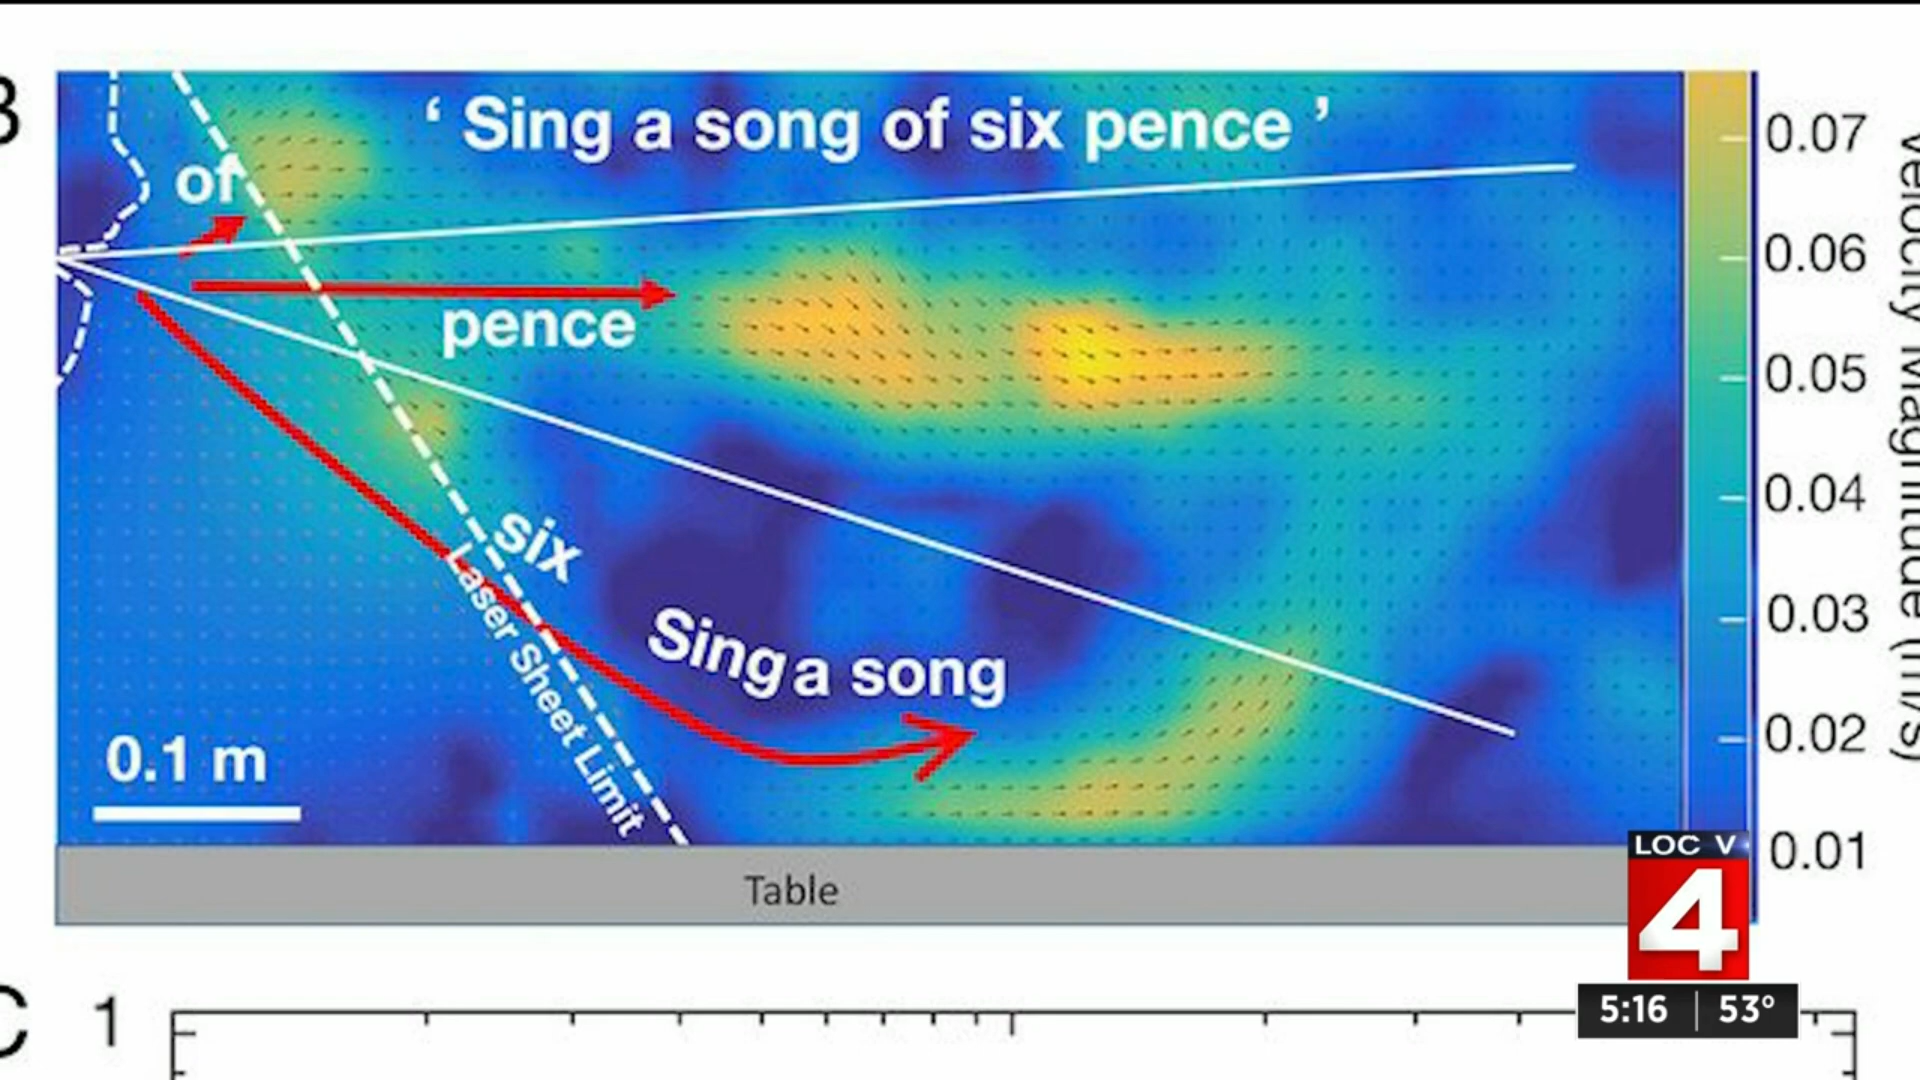 B
‘ Sing a song of six pence ’
of
pence
six
Sing a song
Laser Sheet Limit
0.1 m
Table
0.07
0.06
0.05
0.04
0.03
0.02
0.01
Velocity Magnitude (m/s)
LOC V
4
5:16 53°
C
1